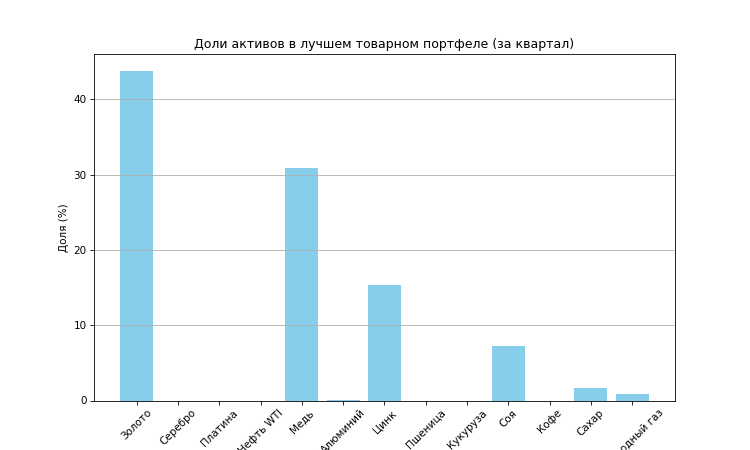 Доли активов в лучшем товарном портфеле (за квартал)
Доля (%)
40
30
20
10
0
Золото
Серебро
Платина
Нефть WTI
Медь
Алюминий
Цинк
Пшеница
Кукуруза
Соя
Кофе
Сахар
газ